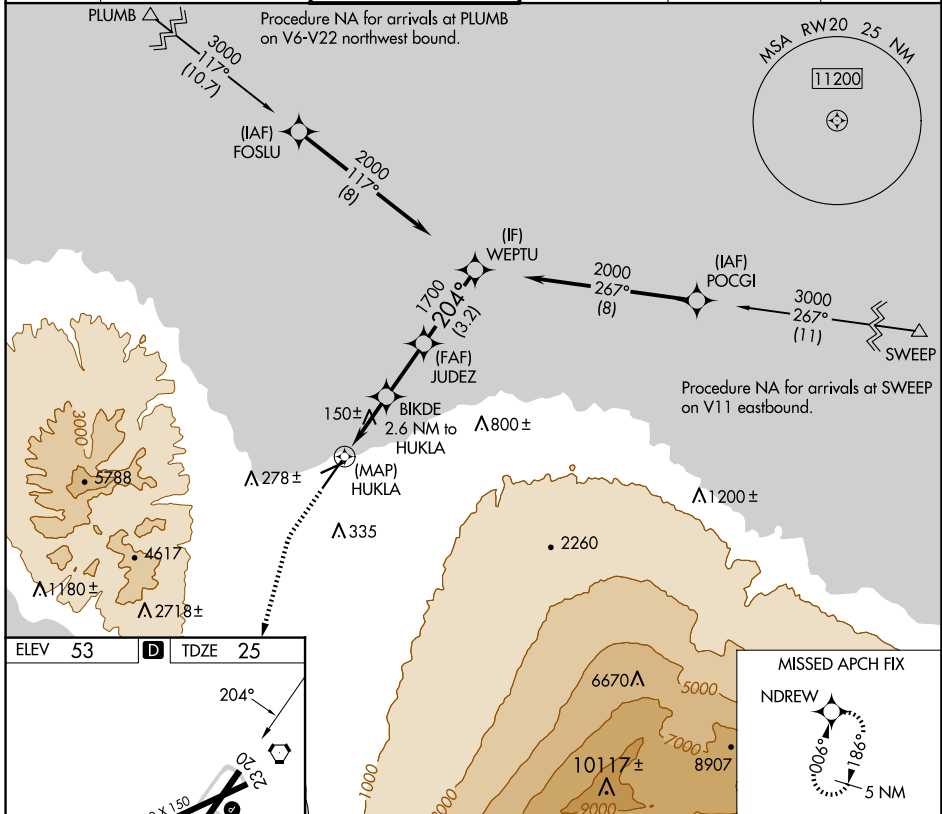 PLUMB
Procedure NA for arrivals at PLUMB
on V6-V22 northwest bound.
3000
117°
(10.7)
MSA RW20 25 NM
11200
(IAF)
FOSLU
2000
117°
(8)
(IF)
WEPTU
2000
267°
(8)
(IAF)
POCGI
3000
267°
(11)
SWEEP
1700
204°
(3.2)
(FAF)
JUDEZ
Procedure NA for arrivals at SWEEP
on V11 eastbound.
150±
BIKDE
2.6 NM to
HUKLA
800±
(MAP)
HUKLA
3000
5788
278±
1200±
335
2260
4617
1180±
2718±
ELEV 53
D
TDZE 25
204°
20
23
X 150
P
1000
6670
5000
7000
8907
10117±
9000
MISSED APCH FIX
NDREW
006°
186°
5 NM